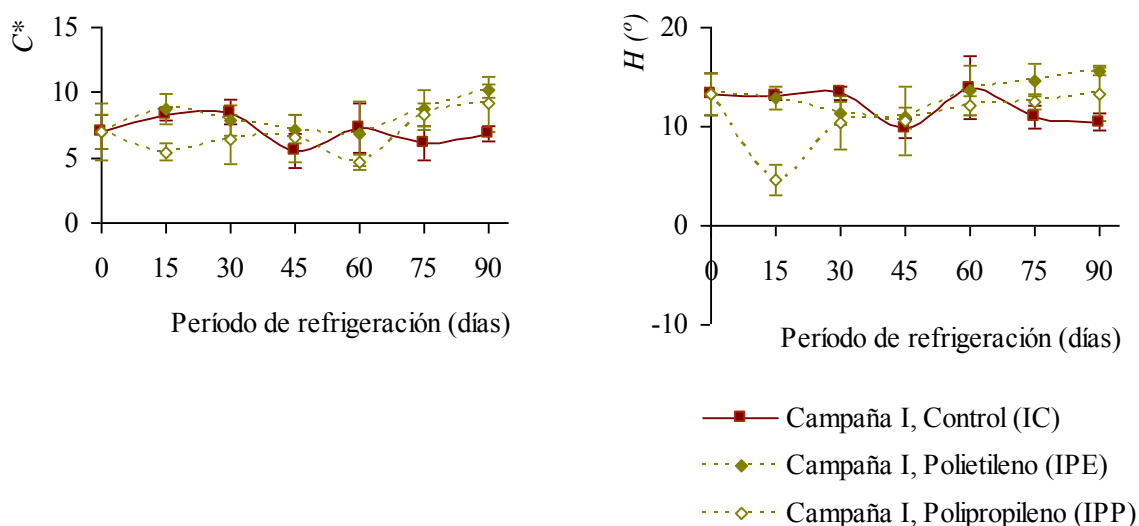 C*
15
10
5
0
0 15 30 45 60 75 90
Período de refrigeración (días)
H (º)
20
10
0
-10
0 15 30 45 60 75 90
Período de refrigeración (días)
Campaña I, Control (IC)
Campaña I, Polietileno (IPE)
Campaña I, Polipropileno (IPP)